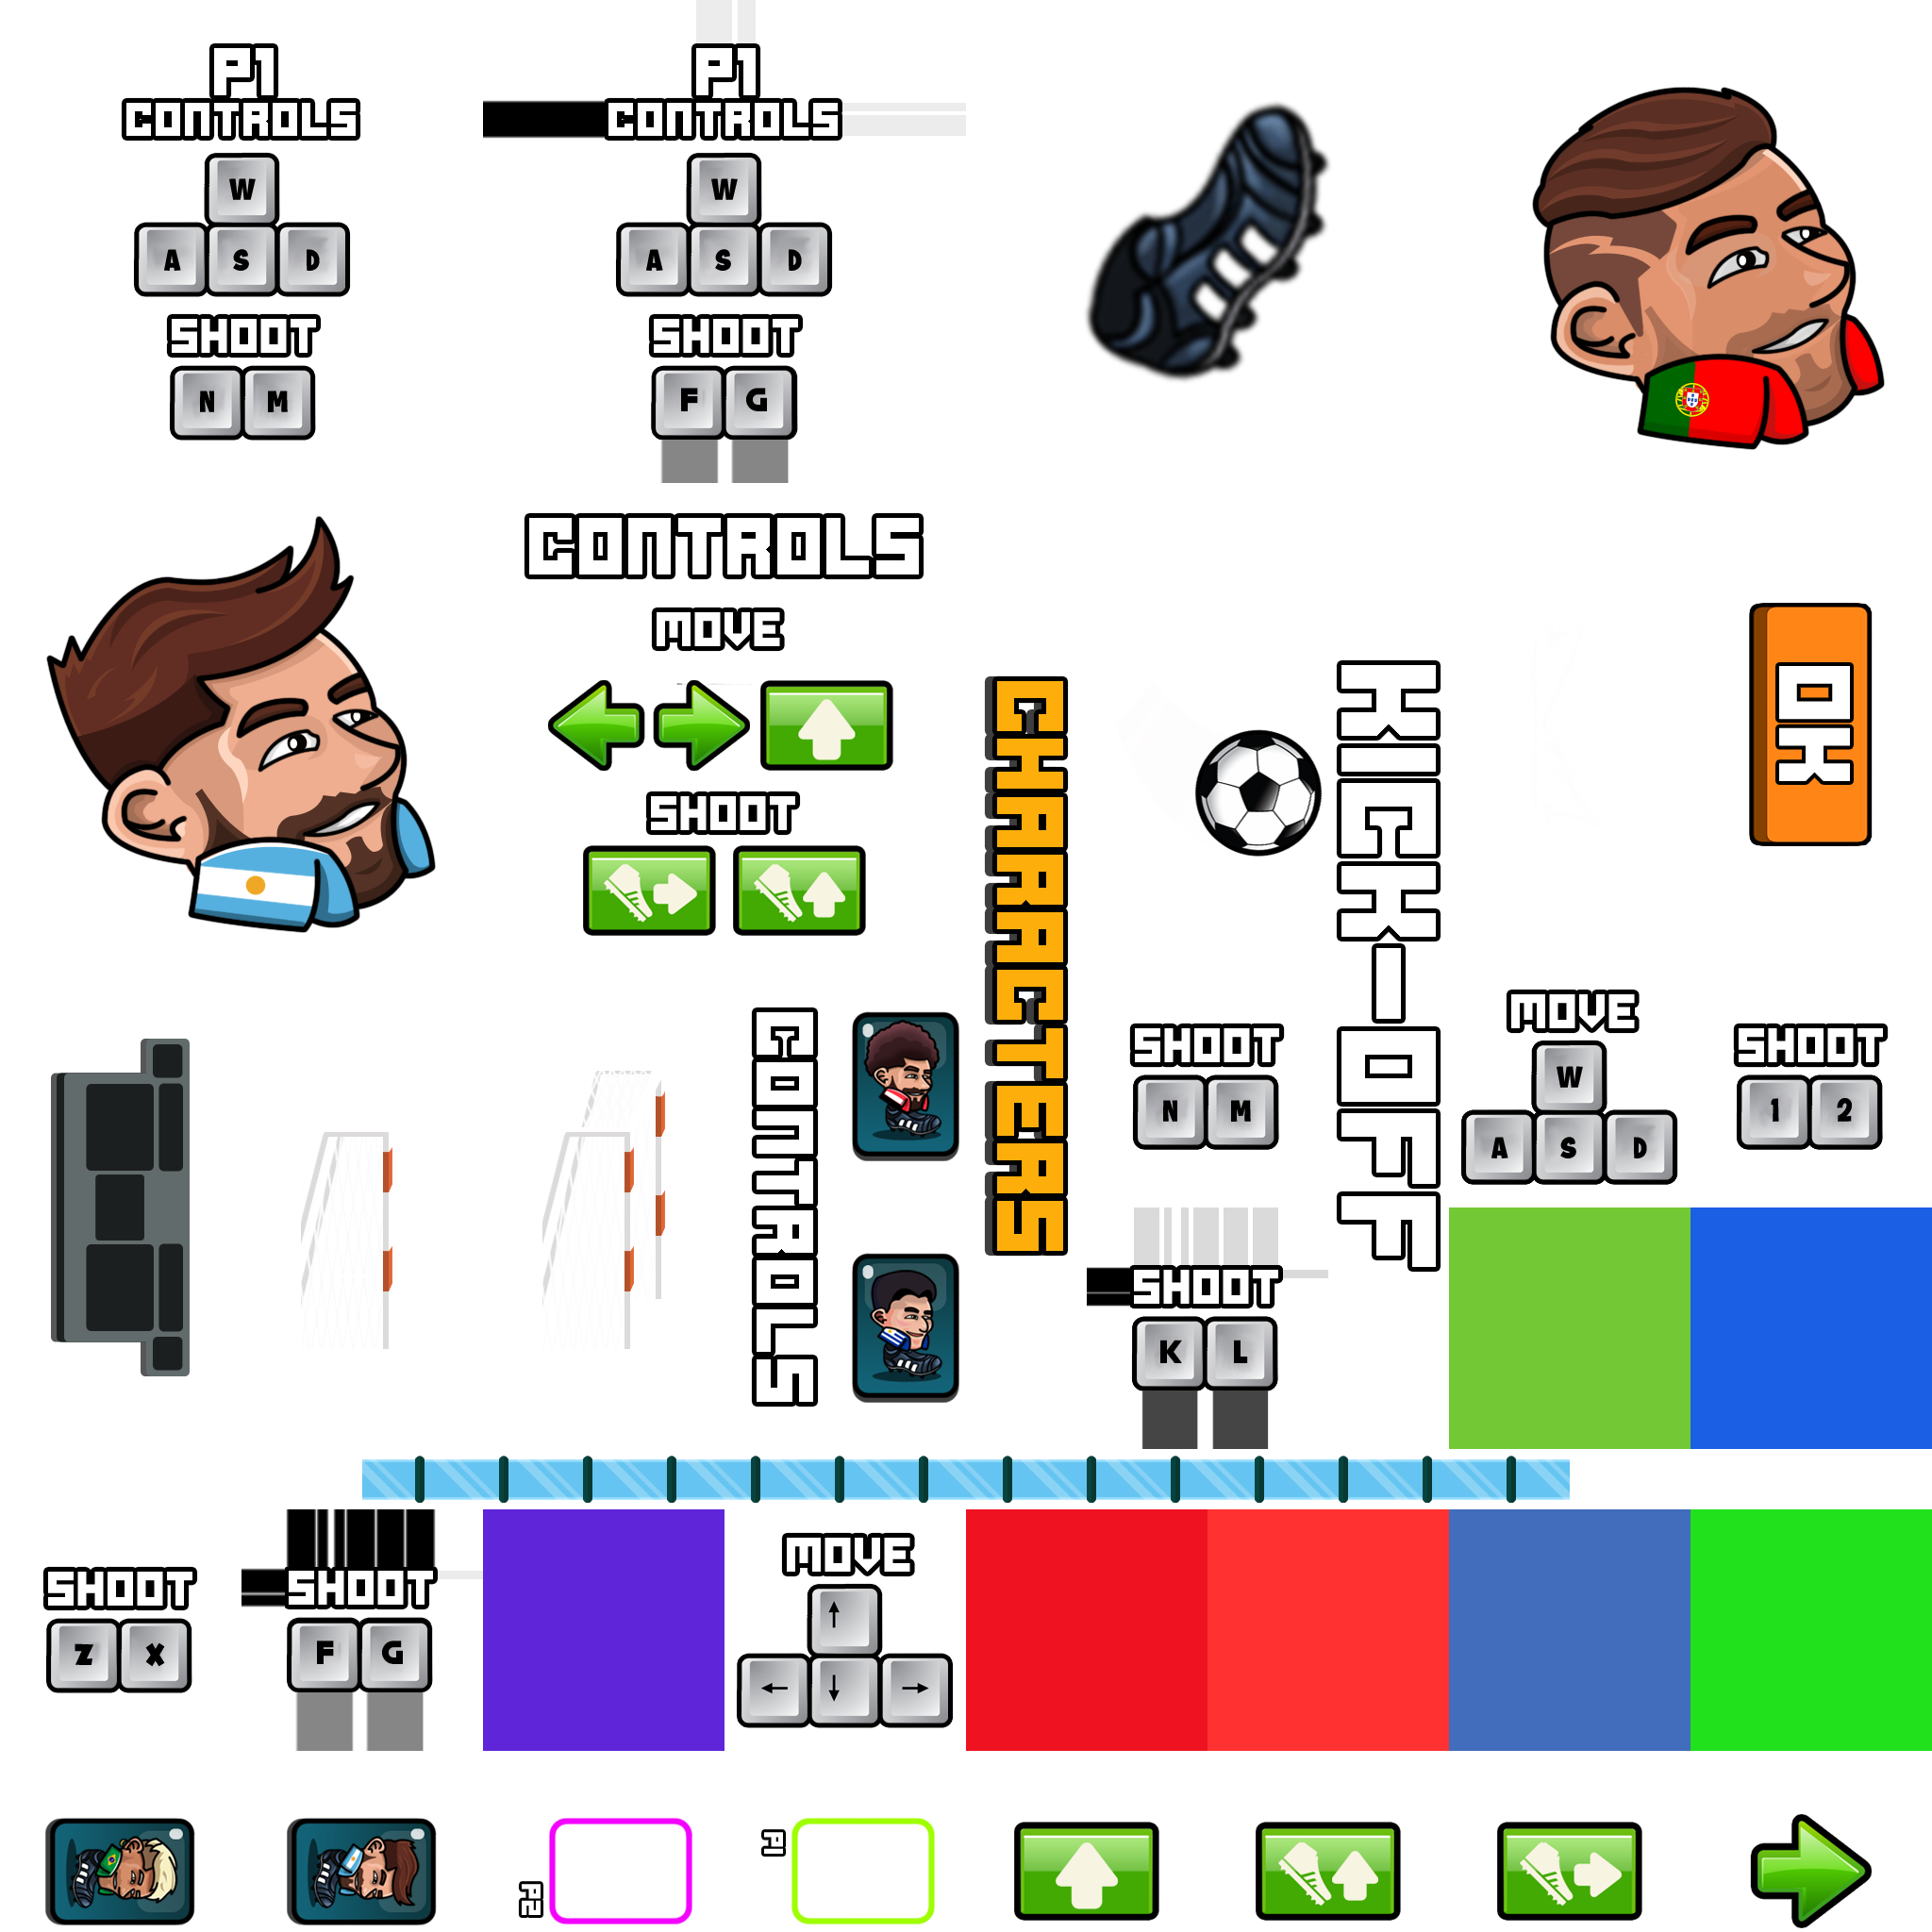 P1
CONTROLS
W
A S D
SHOOT
N M
P1
CONTROLS
W
A S D
SHOOT
F G
CONTROLS
MOVE
SHOOT
CHARACTERS
KICK-OFF
OK
CONTROLS
SHOOT
N M
MOVE
W
A S D
SHOOT
1 2
SHOOT
K L
SHOOT
Z X
SHOOT
F G
MOVE
↑
← ↓ →
P2
P1